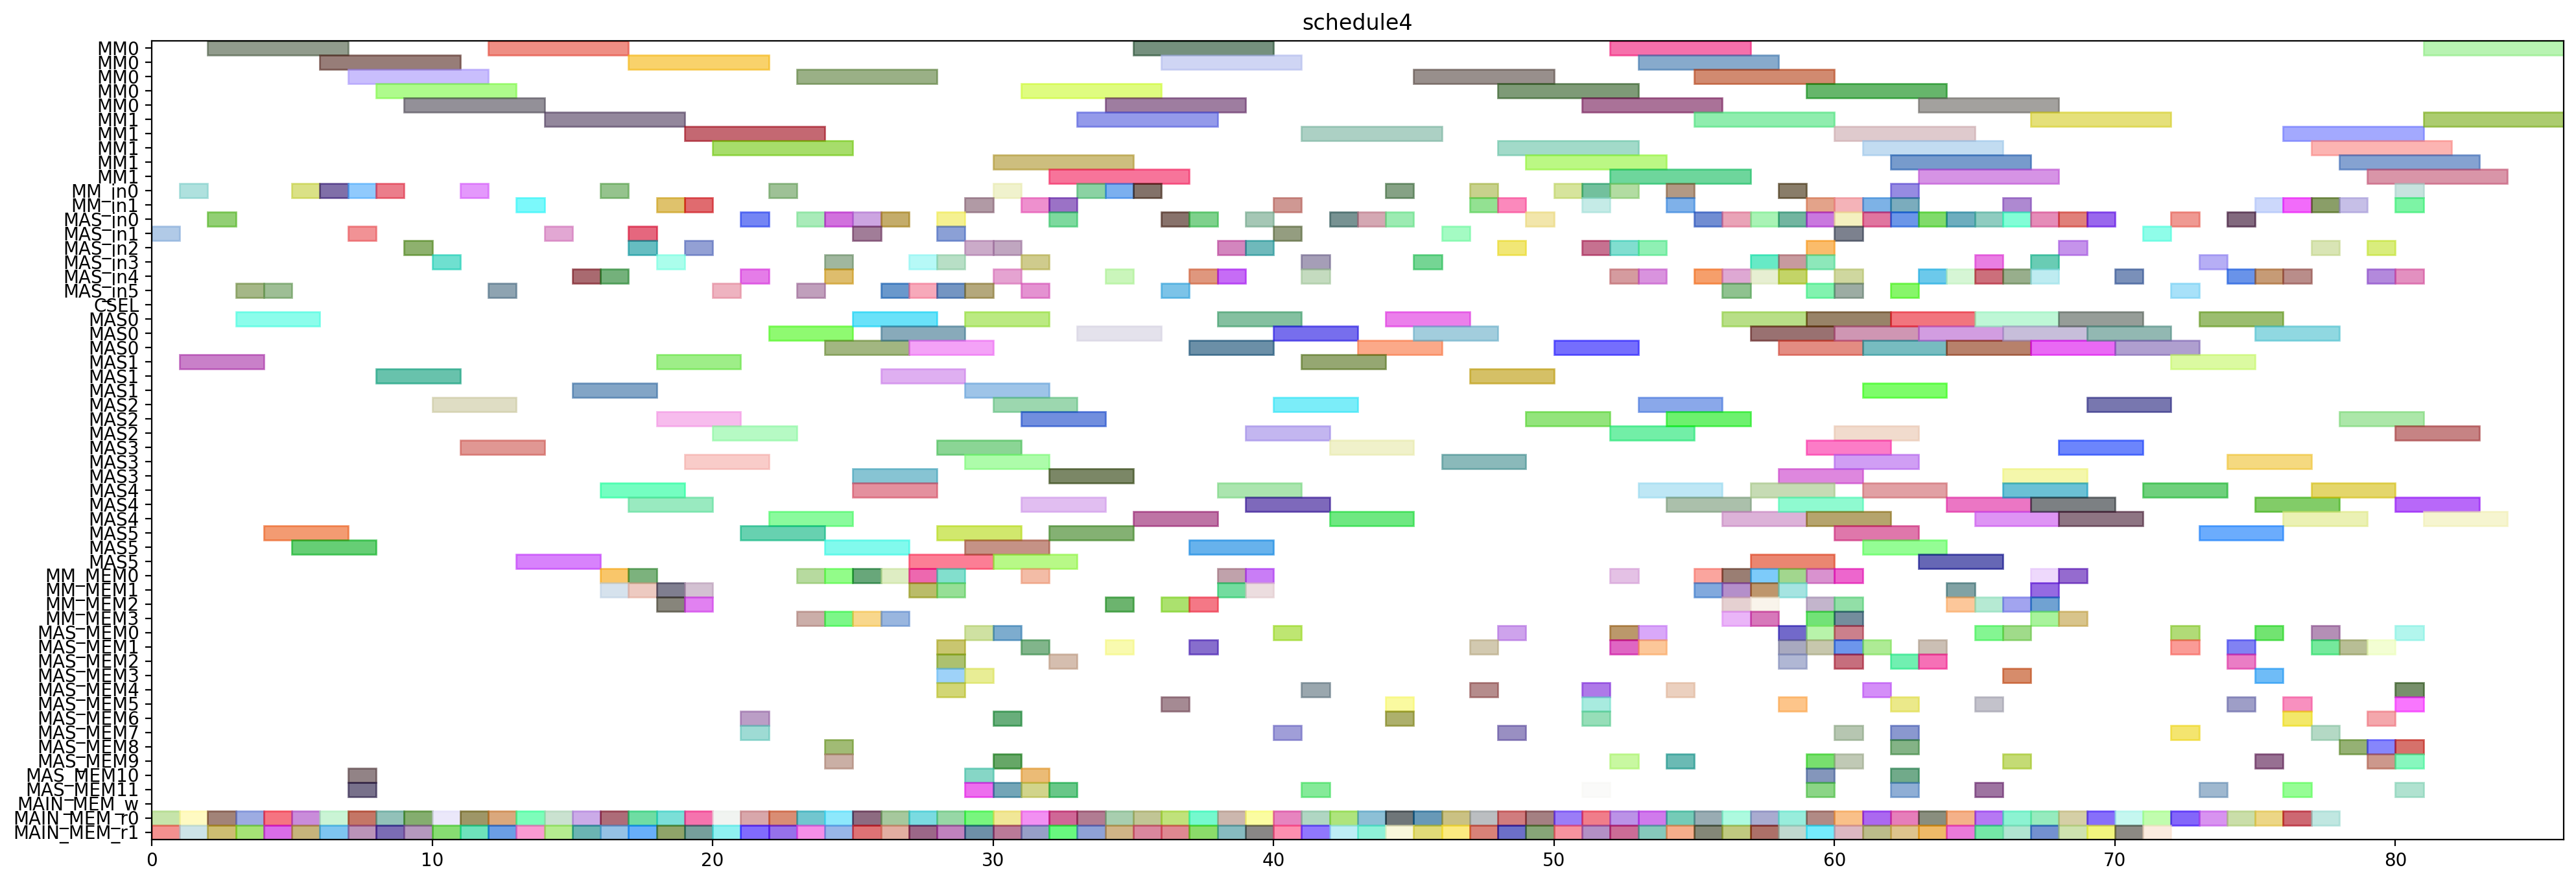 schedule4
MM0
MM0
MM0
MM0
MM0
MM1
MM1
MM1
MM1
MM1
MM_in0
MM_in1
MAS_in0
MAS_in1
MAS_in2
MAS_in3
MAS_in4
MAS_in5
CSEL
MAS0
MAS0
MAS0
MAS1
MAS1
MAS1
MAS2
MAS2
MAS2
MAS3
MAS3
MAS3
MAS4
MAS4
MAS4
MAS5
MAS5
MAS5
MM_MEM0
MM_MEM1
MM_MEM2
MM_MEM3
MAS_MEM0
MAS_MEM1
MAS_MEM2
MAS_MEM3
MAS_MEM4
MAS_MEM5
MAS_MEM6
MAS_MEM7
MAS_MEM8
MAS_MEM9
MAS_MEM10
MAS_MEM11
MAIN_MEM_w
MAIN_MEM_r0
MAIN_MEM_r1
0 10 20 30 40 50 60 70 80